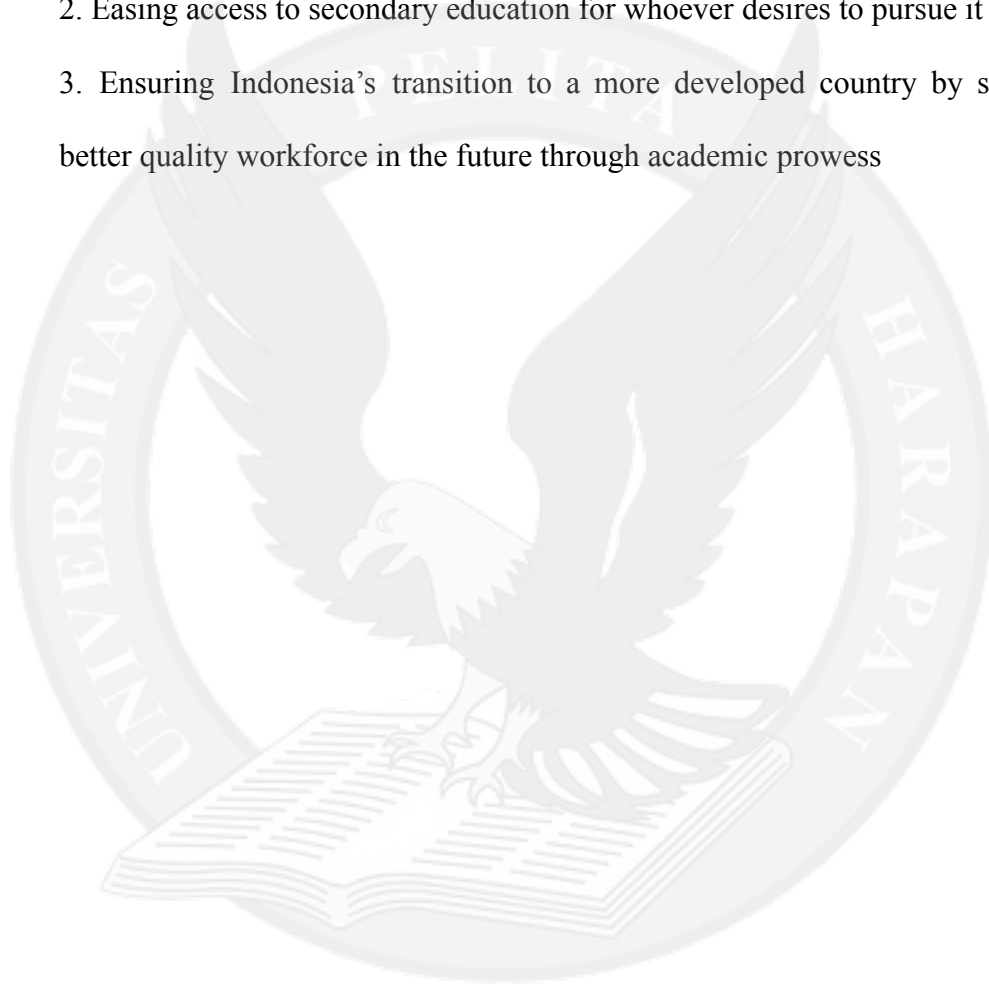 2. Easing access to secondary education for whoever desires to pursue it
3. Ensuring Indonesia’s transition to a more developed country by s
better quality workforce in the future through academic prowess
UNIVERSITAS PELITA HARAPAN